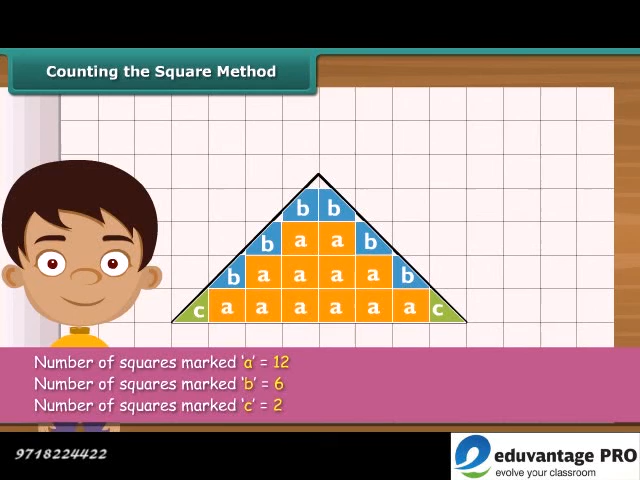 Counting the Square Method
b b
b a a b
b a a a a b
c a a a a a a c
Number of squares marked ‘a’ = 12
Number of squares marked ‘b’ = 6
Number of squares marked ‘c’ = 2
9718224422
eduvantage PRO
evolve your classroom